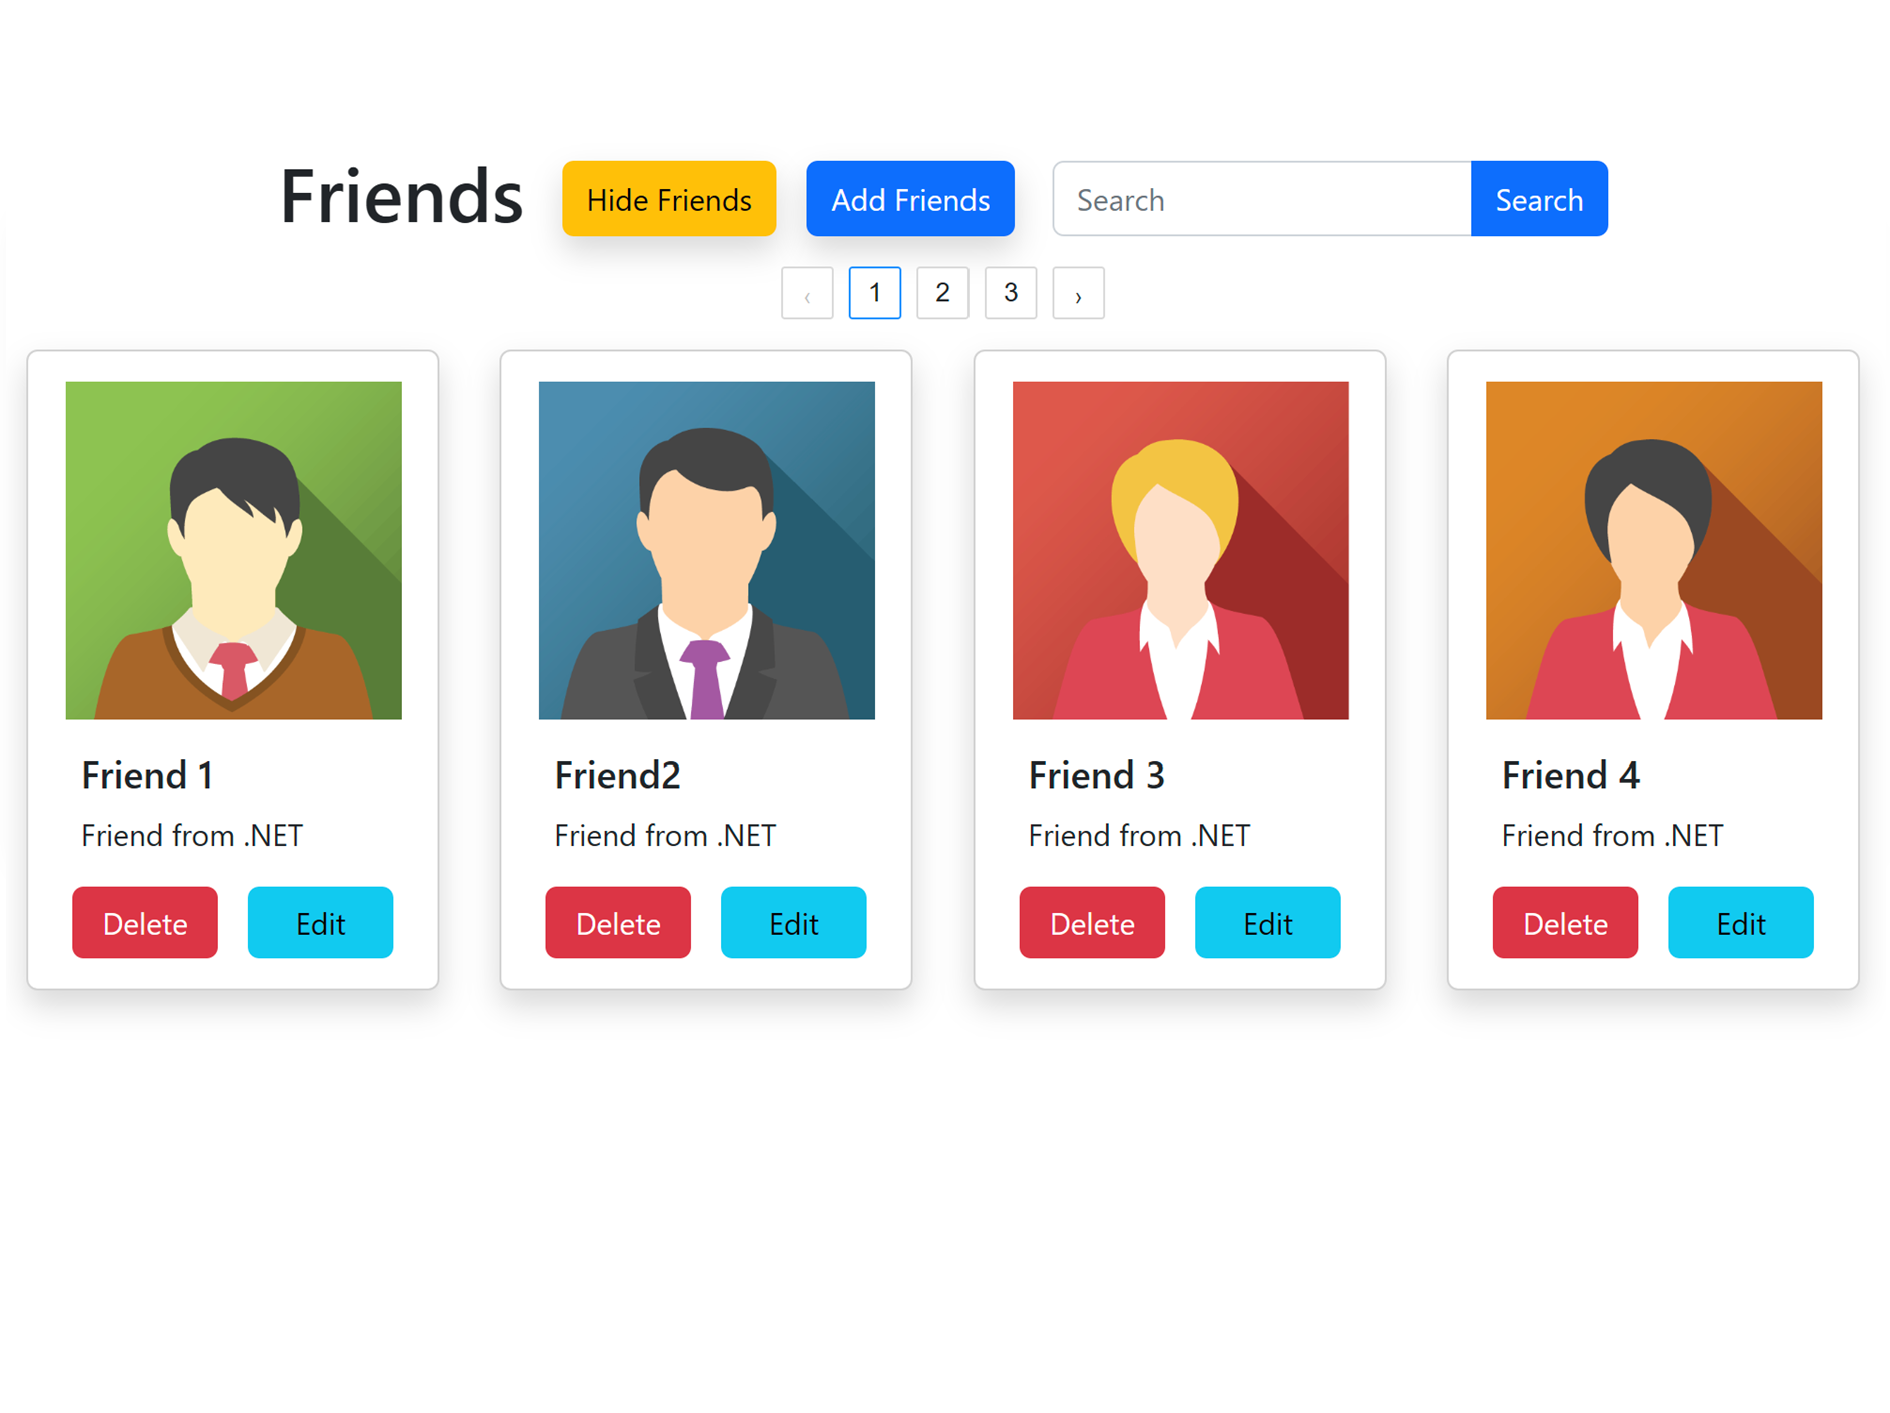 Friends Hide Friends Add Friends Search Search
‹ 1 2 3 ›
Friend 1
Friend from .NET
Delete Edit
Friend2
Friend from .NET
Delete Edit
Friend 3
Friend from .NET
Delete Edit
Friend 4
Friend from .NET
Delete Edit